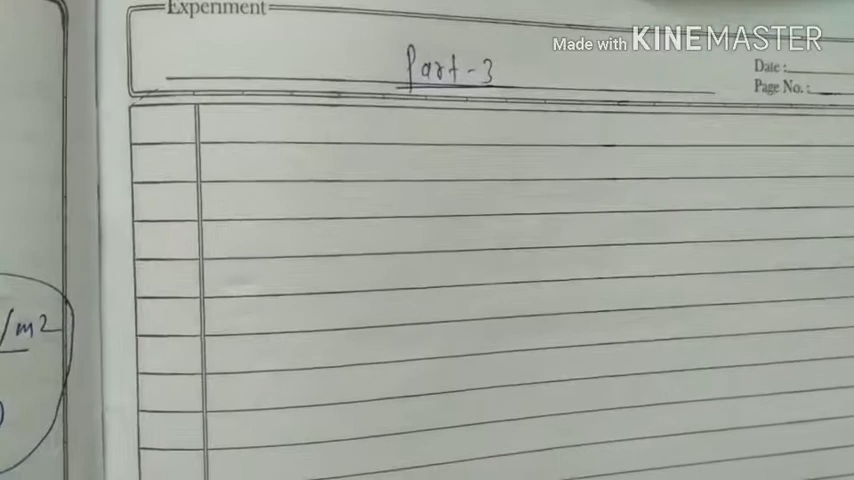 Experiment
Part-3
Made with KINEMASTER
Date :
Page No. :
/m2